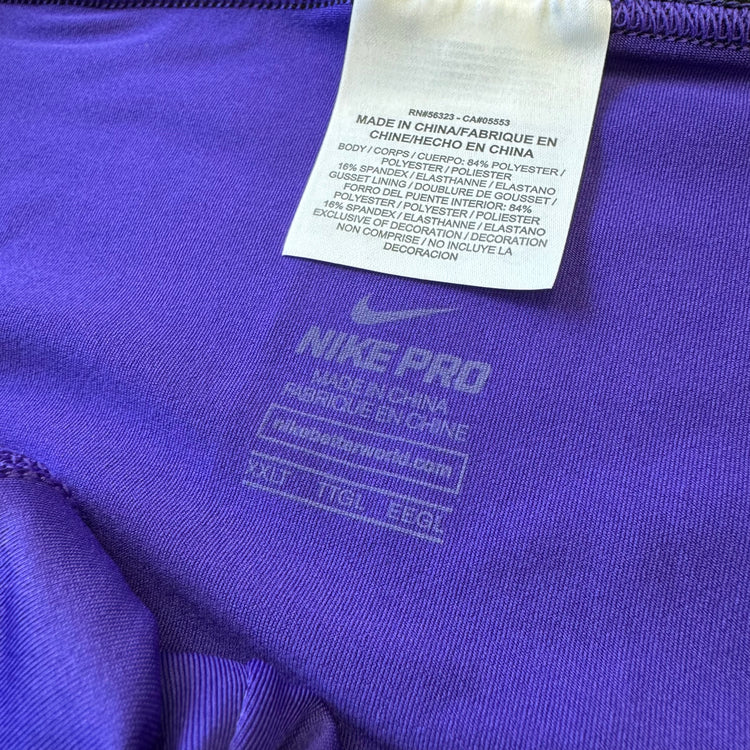 RN#56323 - CA#05553
MADE IN CHINA/FABRIQUE EN
CHINE/HECHO EN CHINA
BODY / CORPS / CUERPO: 84% POLYESTER /
POLYESTER / POLIESTER
16% SPANDEX / ELASTHANNE / ELASTANO
GUSSET LINING / DOUBLURE DE GOUSSET /
FORRO DEL PUENTE INTERIOR: 84%
POLYESTER / POLYESTER / POLIESTER
16% SPANDEX / ELASTHANNE / ELASTANO
EXCLUSIVE OF DECORATION / DECORATION
NON COMPRISE / NO INCLUYE LA
DECORACION
NIKE PRO
MADE IN CHINA
FABRIQUE EN CHINE
nikebetterworld.com
XXLT TTGL EEGL